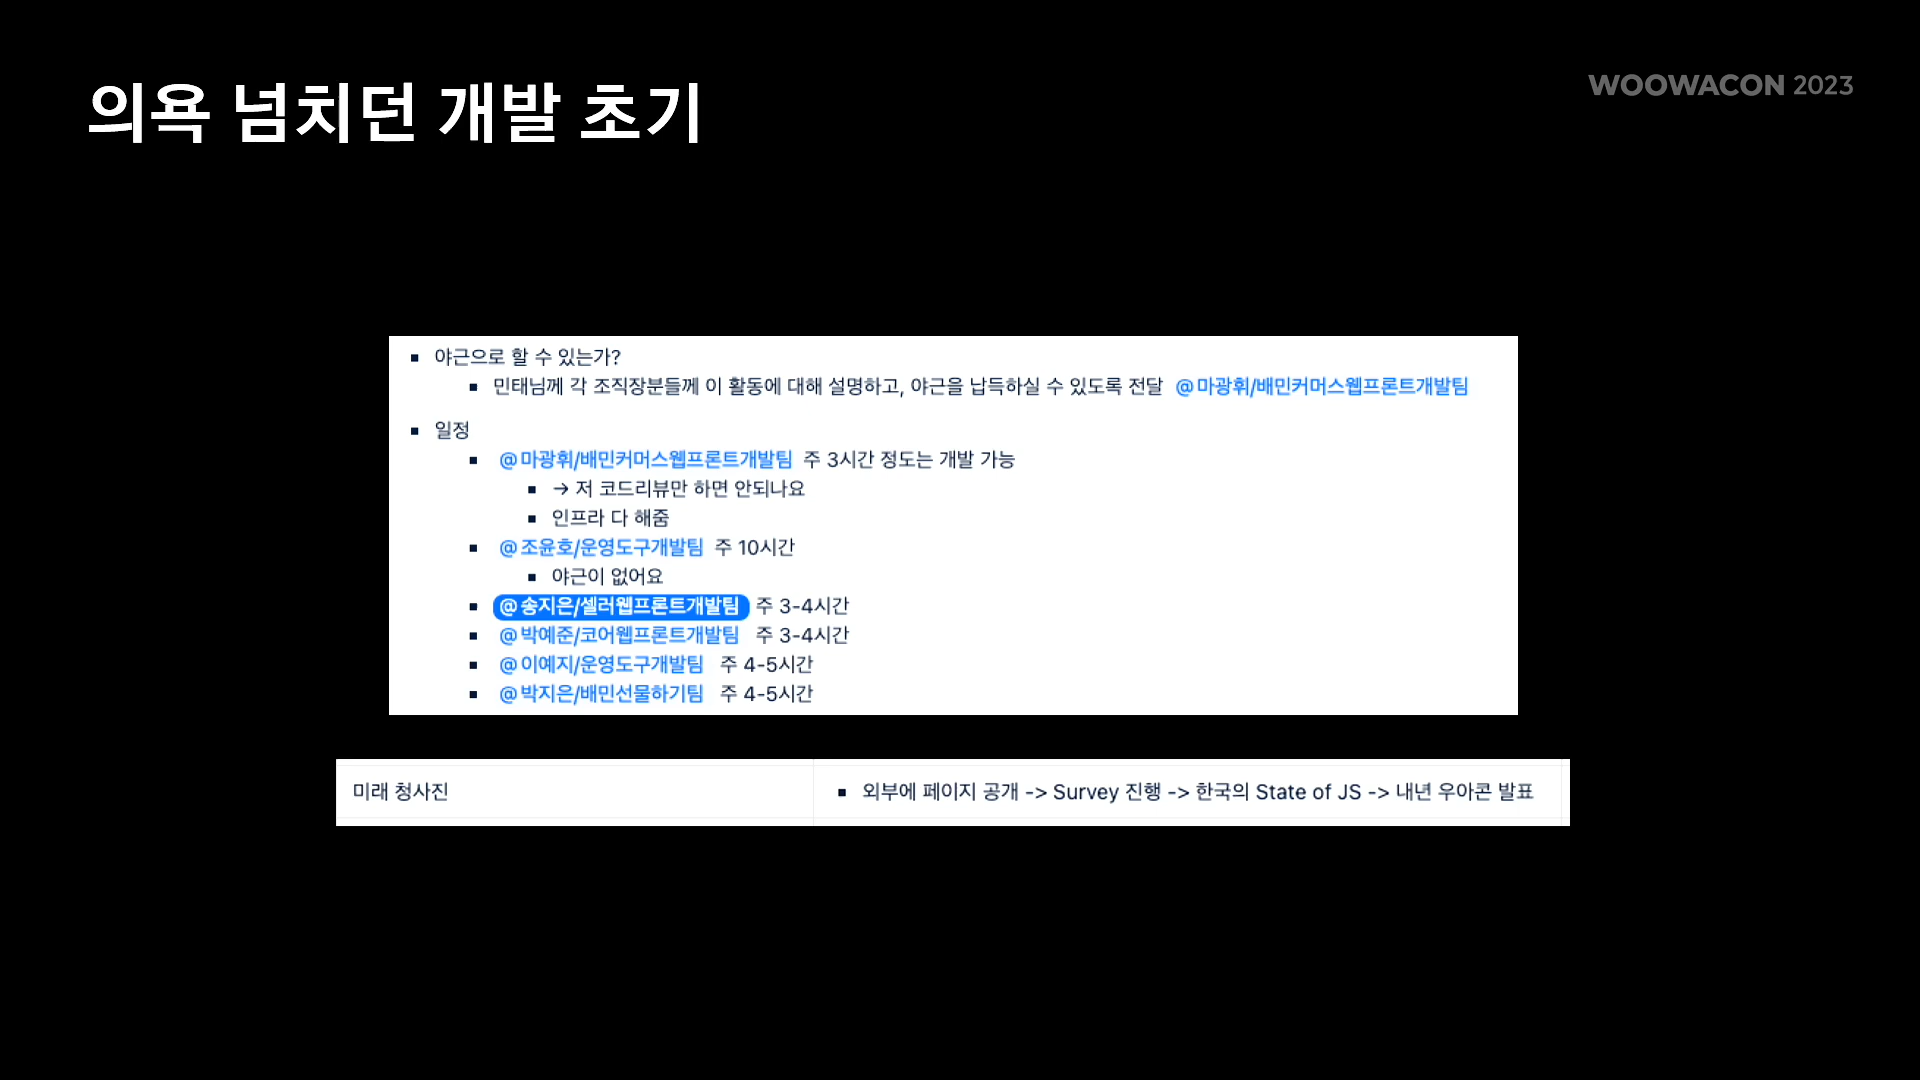 의욕 넘치던 개발 초기
WOOWACON 2023
야근으로 할 수 있는가?
민태님께 각 조직장분들께 이 활동에 대해 설명하고, 야근을 납득하실 수 있도록 전달 @마광휘/배민커머스웹프론트개발팀
일정
@마광휘/배민커머스웹프론트개발팀 주 3시간 정도는 개발 가능
→ 저 코드리뷰만 하면 안되나요
인프라 다 해줌
@조윤호/운영도구개발팀 주 10시간
야근이 없어요
@송지은/셀러웹프론트개발팀 주 3-4시간
@박예준/코어웹프론트개발팀 주 3-4시간
@이예지/운영도구개발팀 주 4-5시간
@박지은/배민선물하기팀 주 4-5시간
미래 청사진
외부에 페이지 공개 -> Survey 진행 -> 한국의 State of JS -> 내년 우아콘 발표